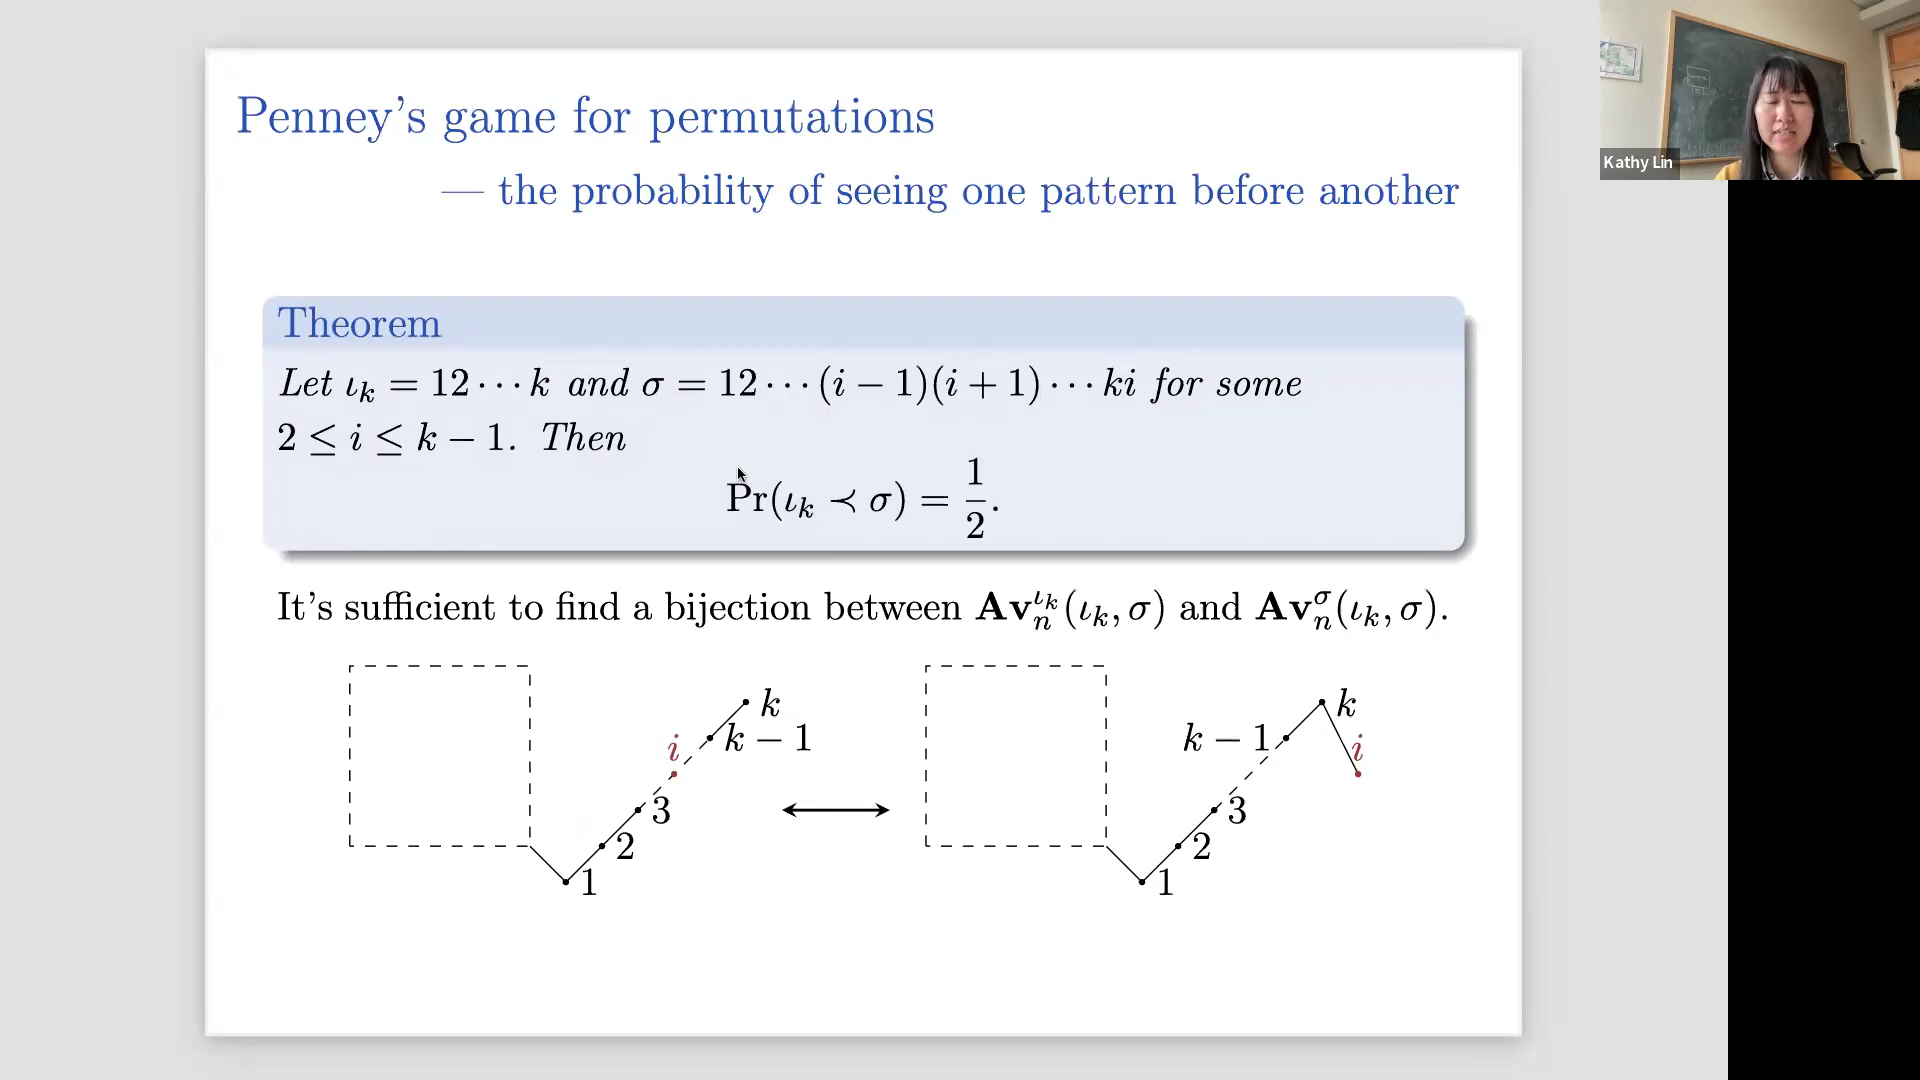 Penney's game for permutations
— the probability of seeing one pattern before another
Theorem
Let ιₖ = 12 ⋯ k and σ = 12 ⋯ (i − 1)(i + 1) ⋯ ki for some
2 ≤ i ≤ k − 1. Then
Pr(ιₖ ≺ σ) = 1/2.
It's sufficient to find a bijection between Av_n^{ι_k}(ι_k, σ) and Av_n^σ(ι_k, σ).
k
k − 1
i
3
2
1
k
k − 1
i
3
2
1
Kathy Lin